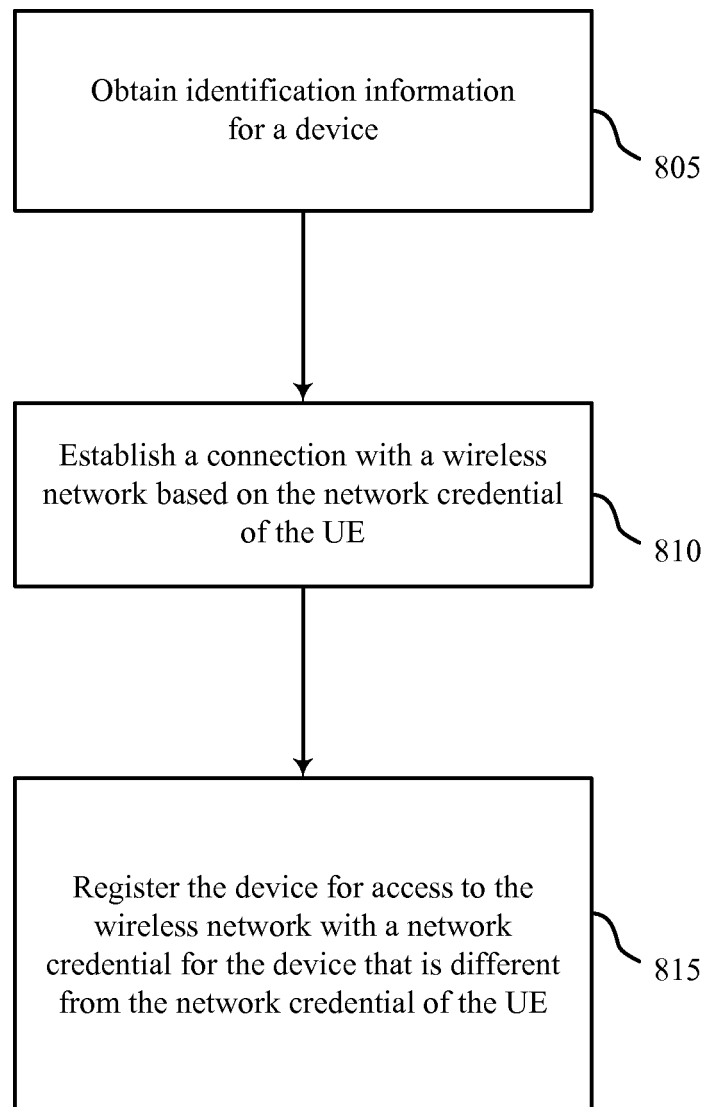 Obtain identification information
for a device
805
Establish a connection with a wireless
network based on the network credential
of the UE
810
Register the device for access to the
wireless network with a network
credential for the device that is different
from the network credential of the UE
815